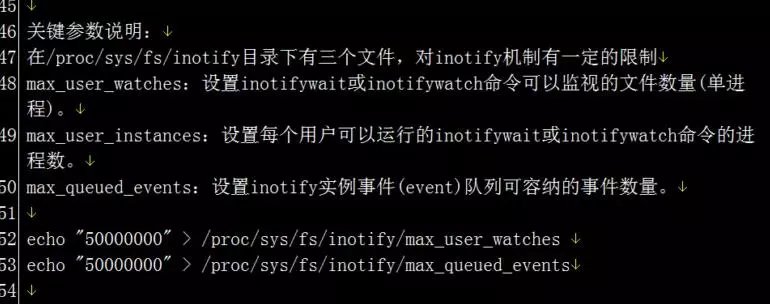 45
46 关键参数说明：
47 在/proc/sys/fs/inotify目录下有三个文件，对inotify机制有一定的限制
48 max_user_watches：设置inotifywait或inotifywatch命令可以监视的文件数量(单进
程)。
49 max_user_instances：设置每个用户可以运行的inotifywait或inotifywatch命令的进
程数。
50 max_queued_events：设置inotify实例事件(event)队列可容纳的事件数量。
51
52 echo "50000000" > /proc/sys/fs/inotify/max_user_watches
53 echo "50000000" > /proc/sys/fs/inotify/max_queued_events
54